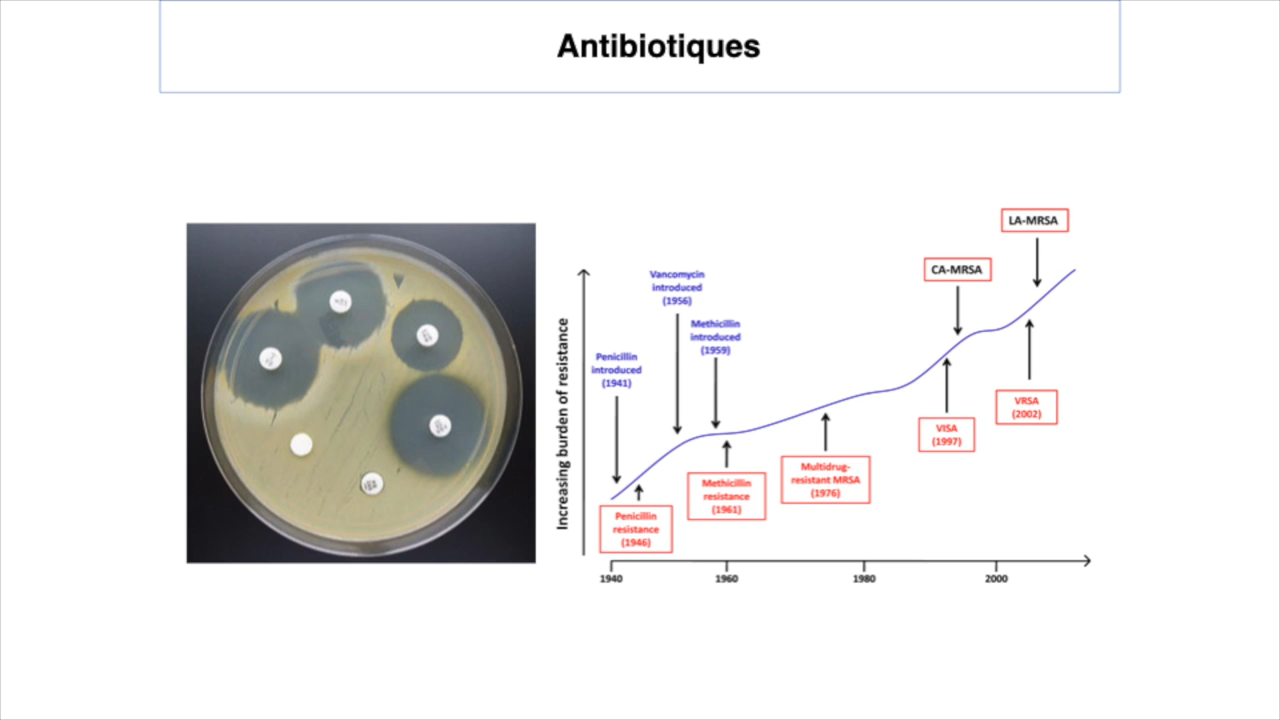 Antibiotiques
LA-MRSA
CA-MRSA
Vancomycin
introduced
(1956)
Methicillin
introduced
(1959)
Penicillin
introduced
(1941)
Increasing burden of resistance
VRSA
(2002)
VISA
(1997)
Multidrug-
resistant MRSA
(1976)
Methicillin
resistance
(1961)
Penicillin
resistance
(1946)
1940
1960
1980
2000